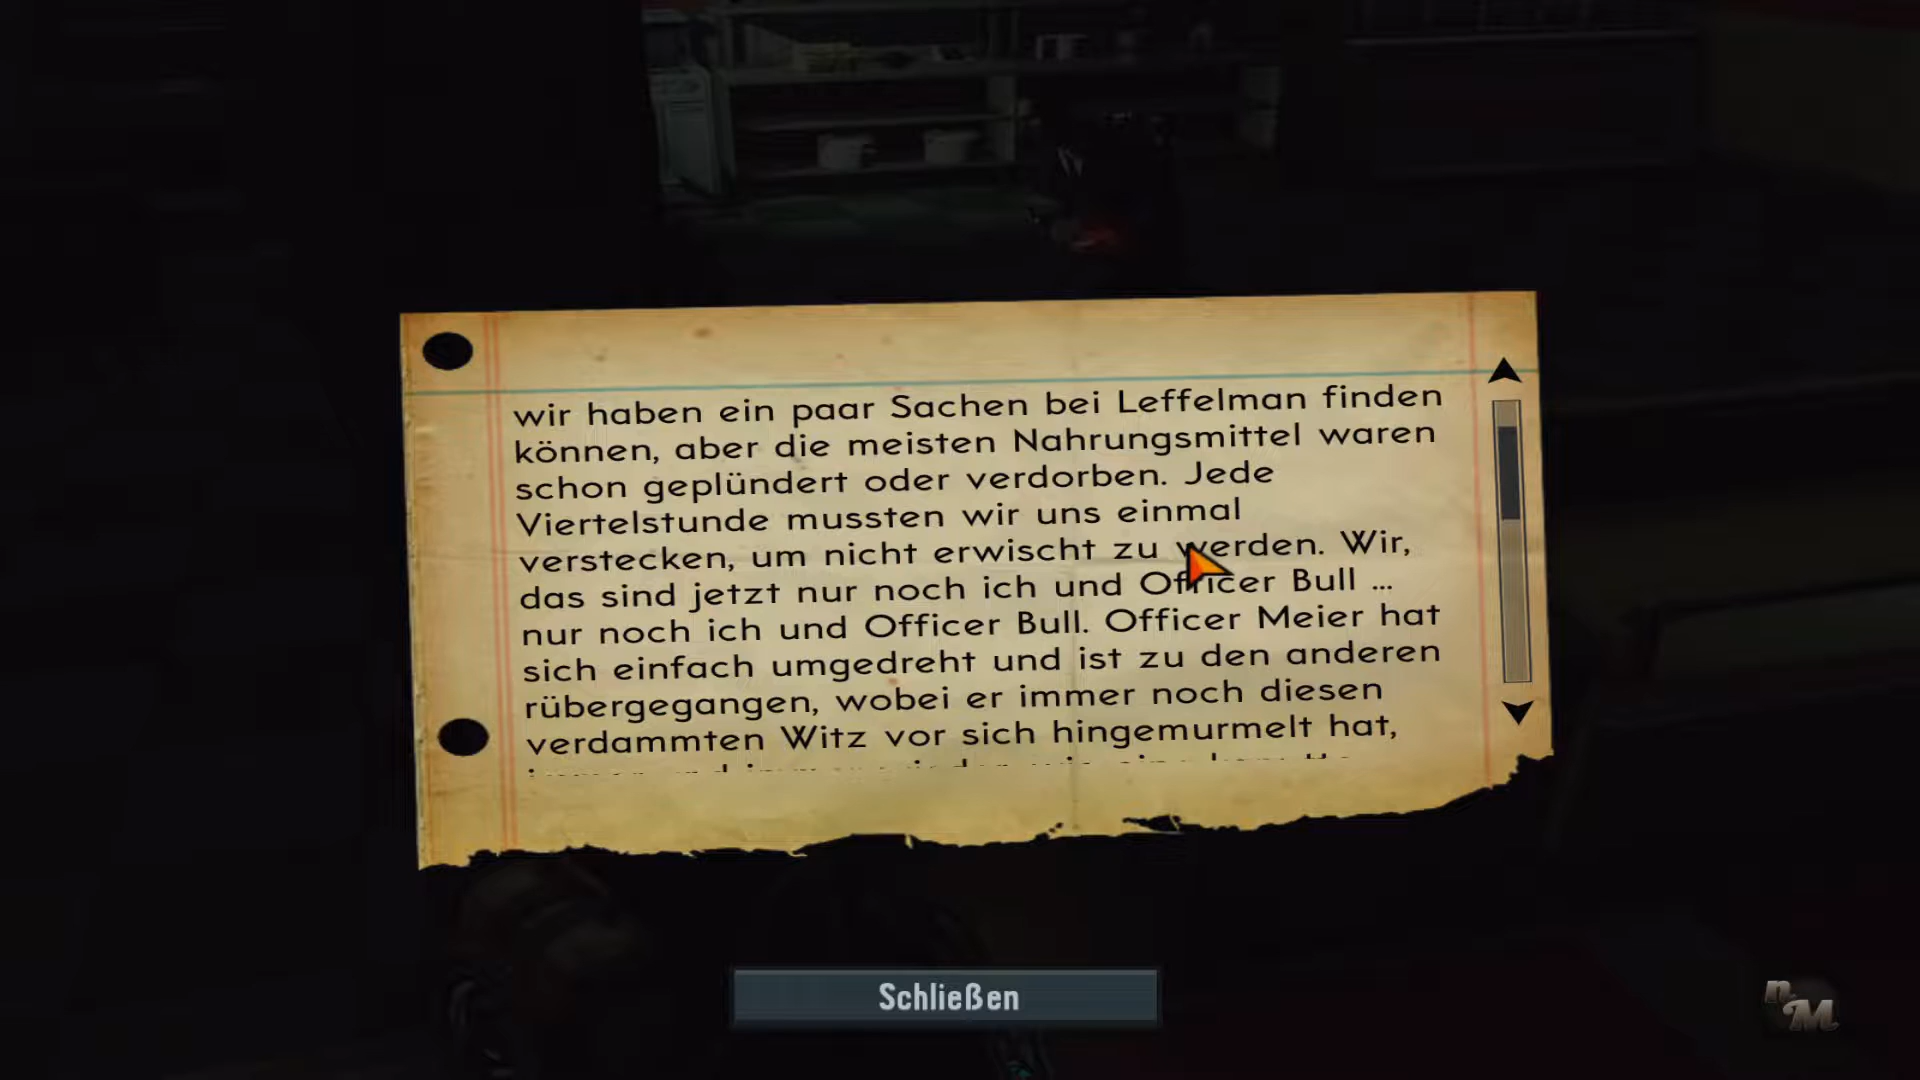 wir haben ein paar Sachen bei Leffelman finden
können, aber die meisten Nahrungsmittel waren
schon geplündert oder verdorben. Jede
Viertelstunde mussten wir uns einmal
verstecken, um nicht erwischt zu werden. Wir,
das sind jetzt nur noch ich und Officer Bull ...
nur noch ich und Officer Bull. Officer Meier hat
sich einfach umgedreht und ist zu den anderen
rübergegangen, wobei er immer noch diesen
verdammten Witz vor sich hingemurmelt hat,
Schließen
nM